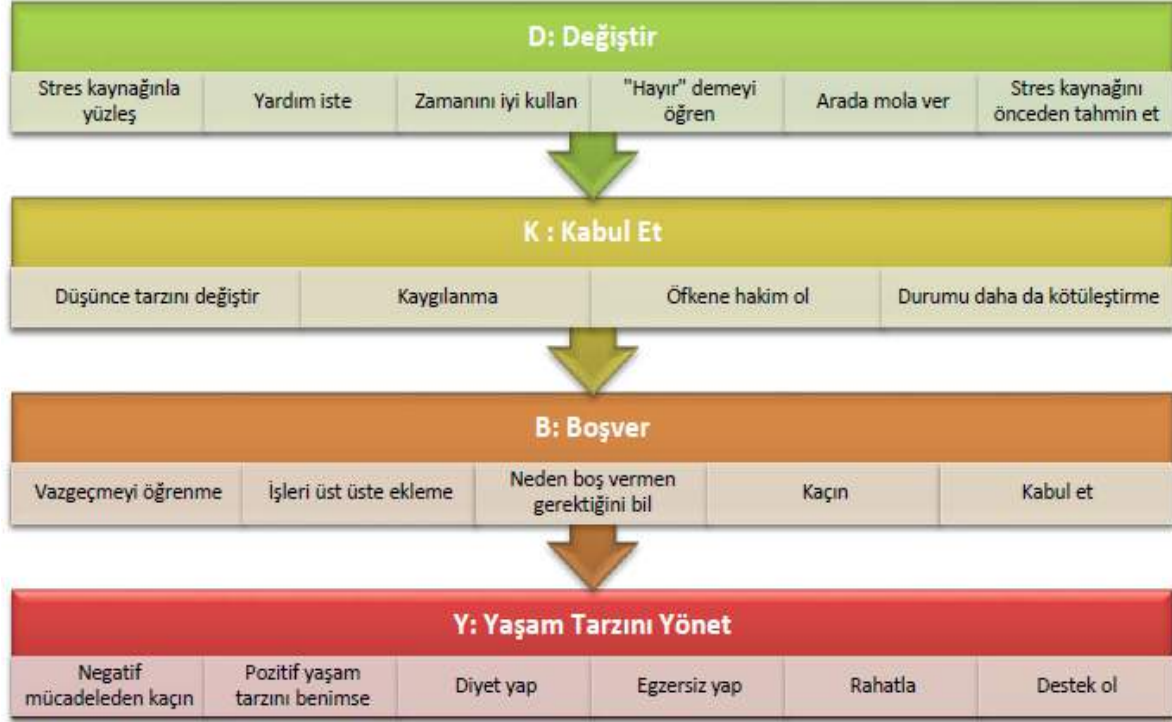 D: Değiştir
Stres kaynağınla
yüzleş
Yardım iste
Zamanını iyi kullan
"Hayır" demeyi
öğren
Arada mola ver
Stres kaynağını
önceden tahmin et
K : Kabul Et
Düşünce tarzını değiştir
Kaygılanma
Öfkene hakim ol
Durumu daha da kötüleştirme
B: Boşver
Vazgeçmeyi öğrenme
İşleri üst üste ekleme
Neden boş vermen
gerektiğini bil
Kaçın
Kabul et
Y: Yaşam Tarzını Yönet
Negatif
mücadeleden kaçın
Pozitif yaşam
tarzını benimse
Diyet yap
Egzersiz yap
Rahatla
Destek ol